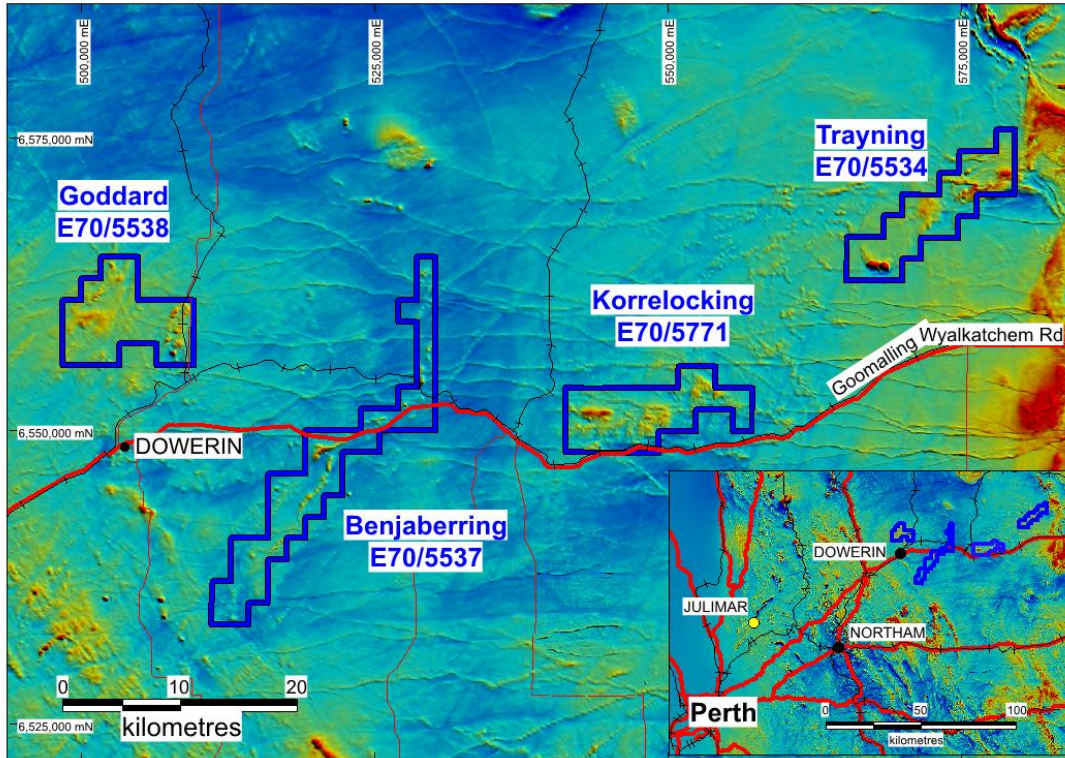 500,000 mE
525,000 mE
550,000 mE
575,000 mE
6,575,000 mN
Trayning
E70/5534
Goddard
E70/5538
Korrelocking
E70/5771
Goomalling Wyalkatchem Rd
6,550,000 mN
DOWERIN
Benjaberring
E70/5537
0 10 20
kilometres
6,525,000 mN
DOWERIN
JULIMAR
NORTHAM
Perth
0 50 100
kilometres